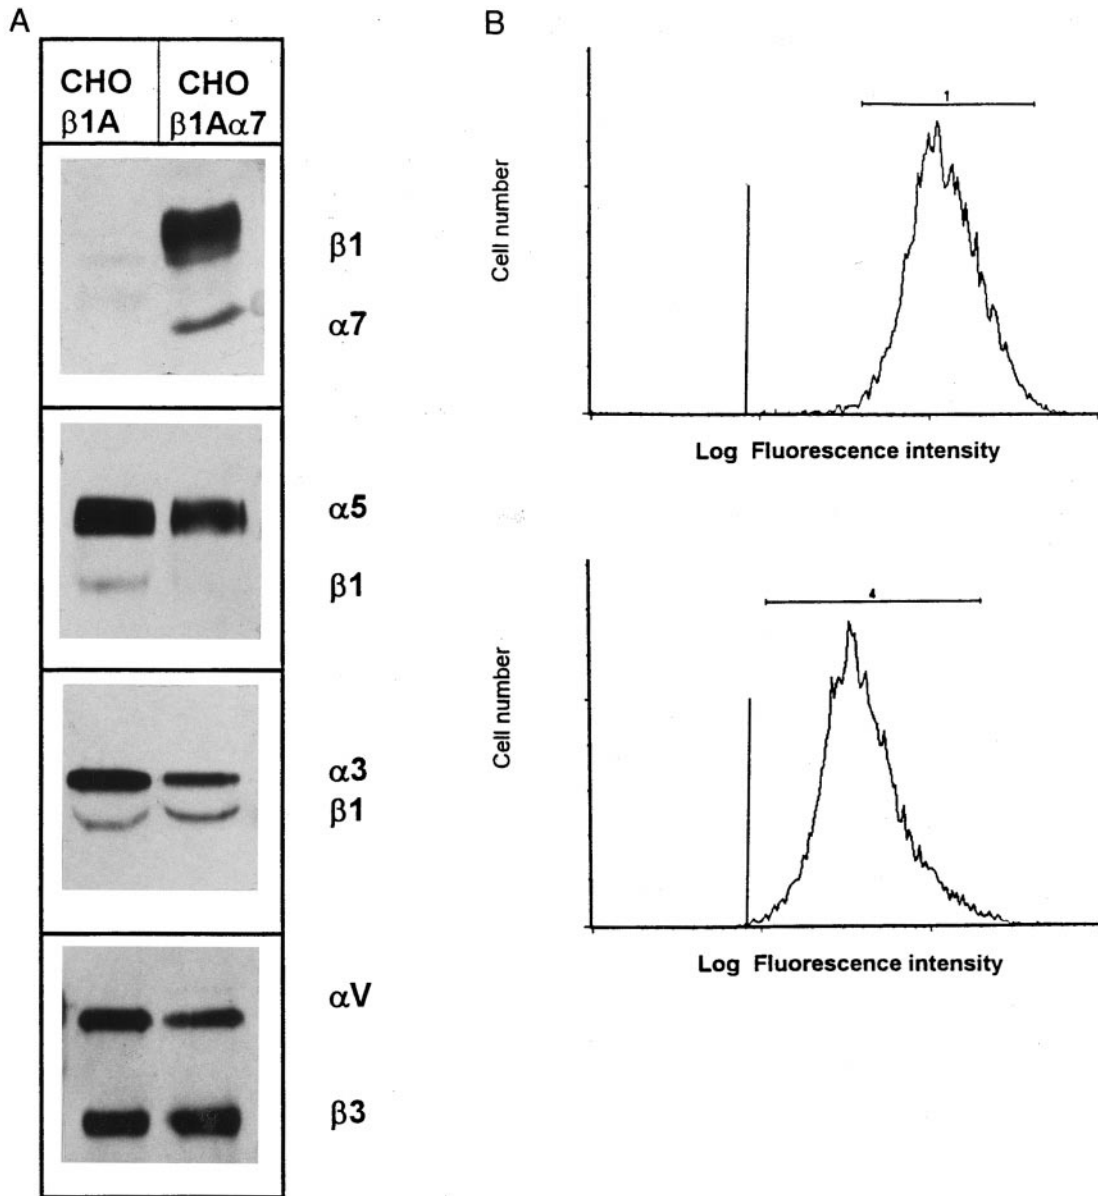 A
CHO β1A
CHO β1Aα7
β1
α7
α5
β1
α3
β1
αV
β3
B
1
Cell number
Log Fluorescence intensity
4
Cell number
Log Fluorescence intensity